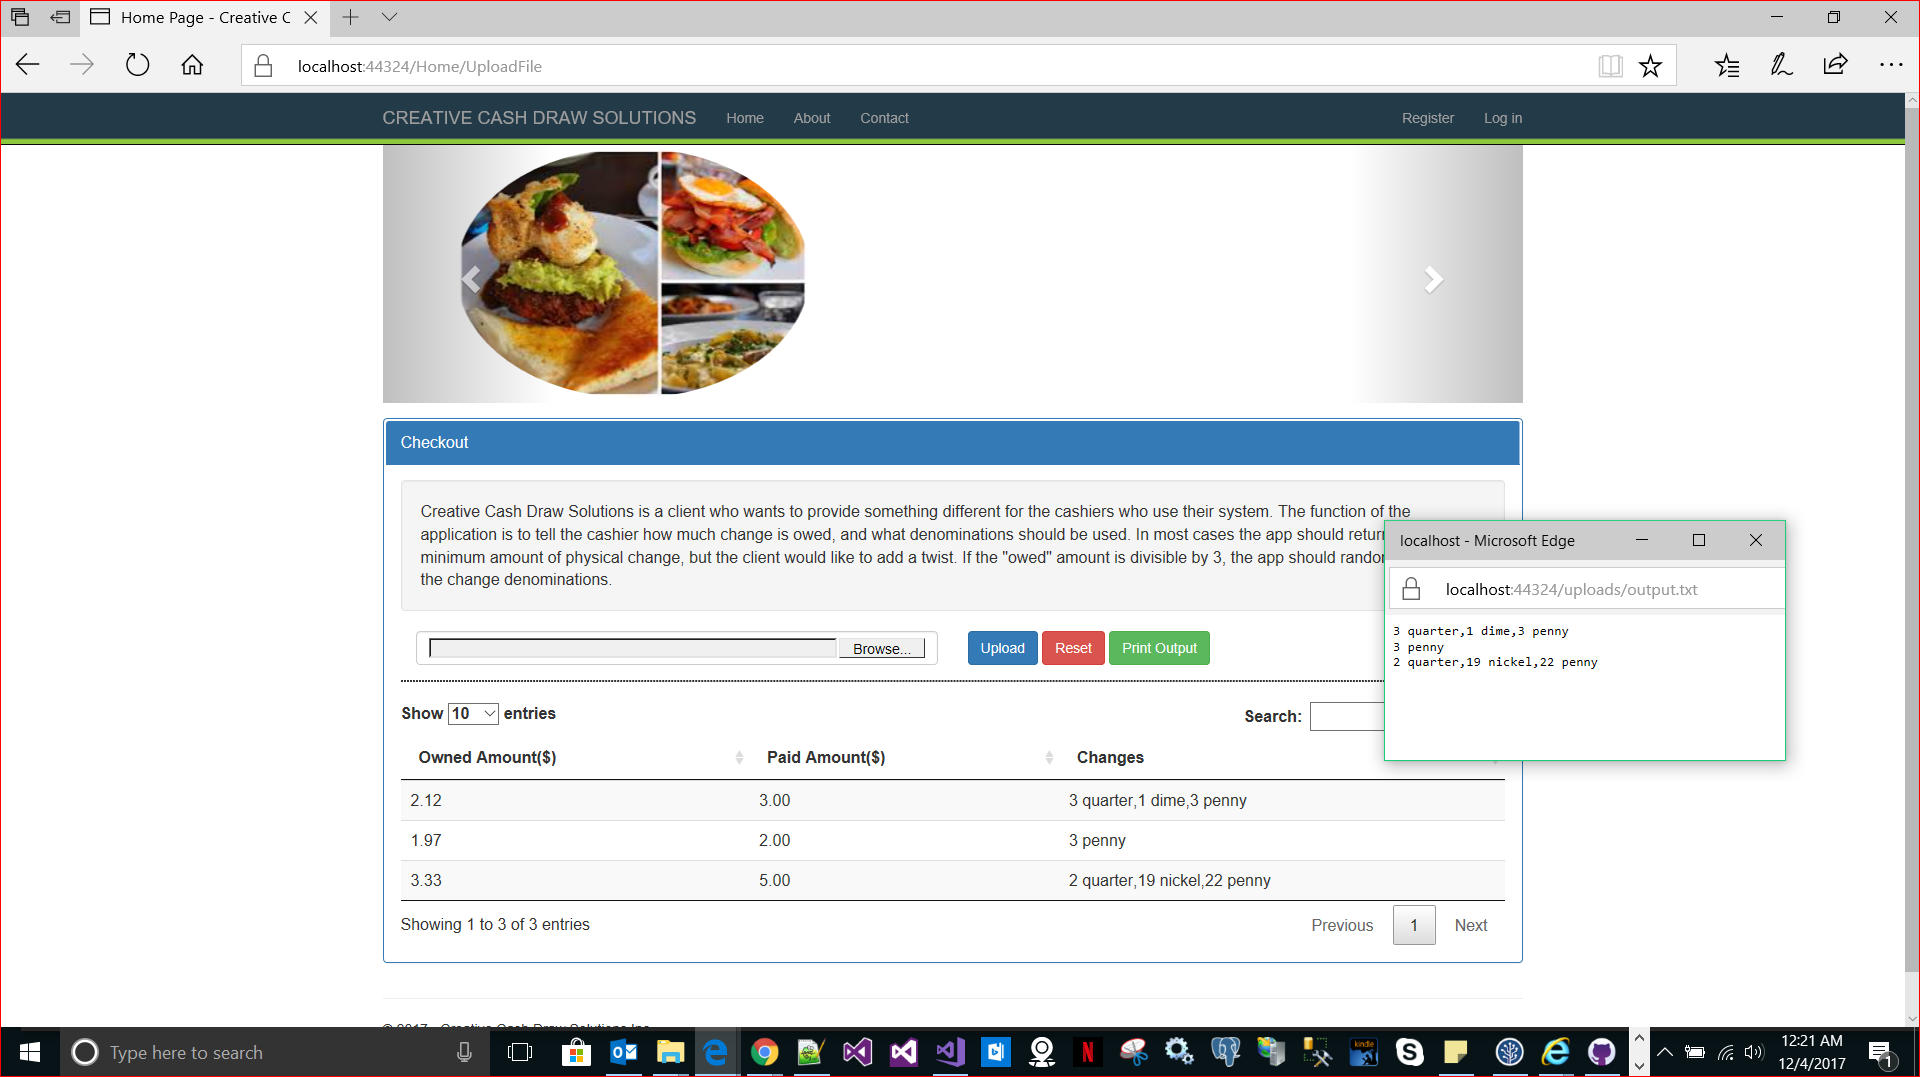 Home Page - Creative C
localhost:44324/Home/UploadFile
CREATIVE CASH DRAW SOLUTIONS Home About Contact Register Log in
Checkout
Creative Cash Draw Solutions is a client who wants to provide something different for the cashiers who use their system. The function of the
application is to tell the cashier how much change is owed, and what denominations should be used. In most cases the app should retur
minimum amount of physical change, but the client would like to add a twist. If the "owed" amount is divisible by 3, the app should rando
the change denominations.
Browse... Upload Reset Print Output
Show 10 entries Search:
Owned Amount($) Paid Amount($) Changes
2.12 3.00 3 quarter,1 dime,3 penny
1.97 2.00 3 penny
3.33 5.00 2 quarter,19 nickel,22 penny
Showing 1 to 3 of 3 entries Previous 1 Next
localhost - Microsoft Edge
localhost:44324/uploads/output.txt
3 quarter,1 dime,3 penny
3 penny
2 quarter,19 nickel,22 penny
© 2017 - Creative Cash Draw Solutions Inc
Type here to search
kindle
12:21 AM
12/4/2017
1